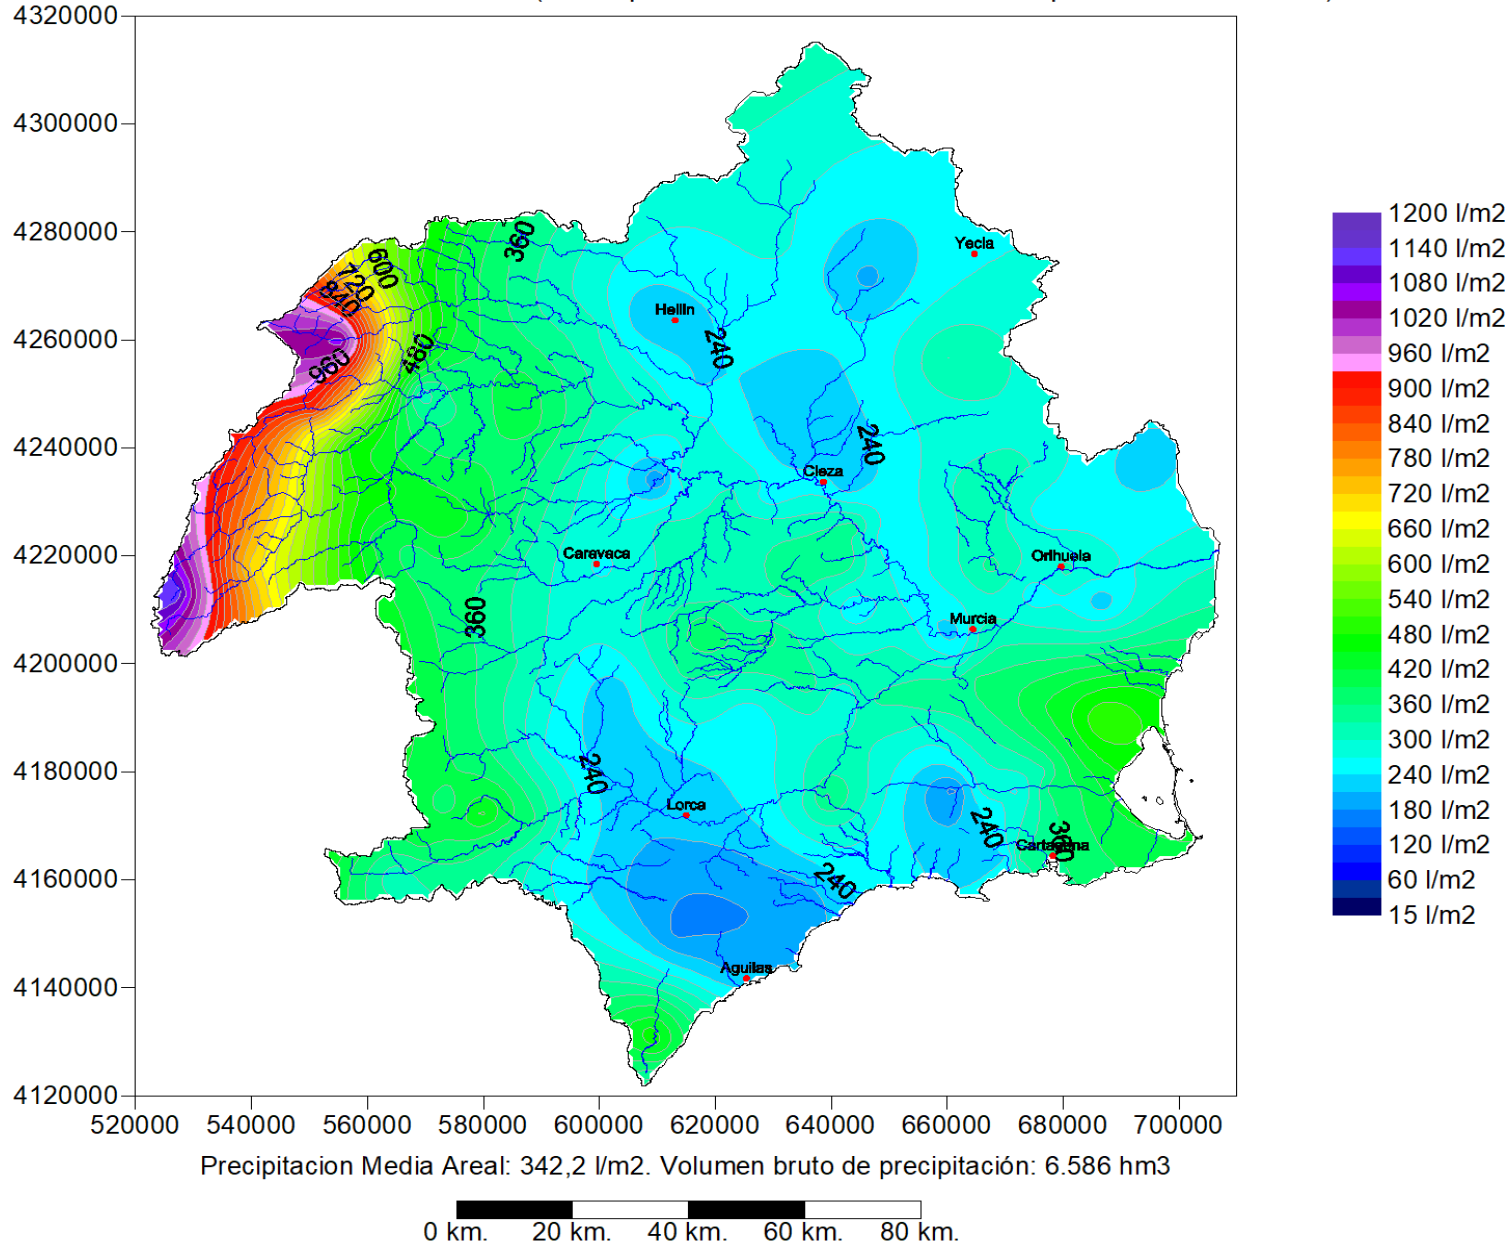 4320000
4300000
4280000
4260000
4240000
4220000
4200000
4180000
4160000
4140000
4120000
520000 540000 560000 580000 600000 620000 640000 660000 680000 700000
360
600
720
840
960
480
Yecla
Hellin
240
240
Cieza
Caravaca
Orihuela
360
Murcia
240
Lorca
240
360
Cartagena
240
Aguilas
1200 l/m2
1140 l/m2
1080 l/m2
1020 l/m2
960 l/m2
900 l/m2
840 l/m2
780 l/m2
720 l/m2
660 l/m2
600 l/m2
540 l/m2
480 l/m2
420 l/m2
360 l/m2
300 l/m2
240 l/m2
180 l/m2
120 l/m2
60 l/m2
15 l/m2
Precipitacion Media Areal: 342,2 l/m2. Volumen bruto de precipitación: 6.586 hm3
0 km. 20 km. 40 km. 60 km. 80 km.